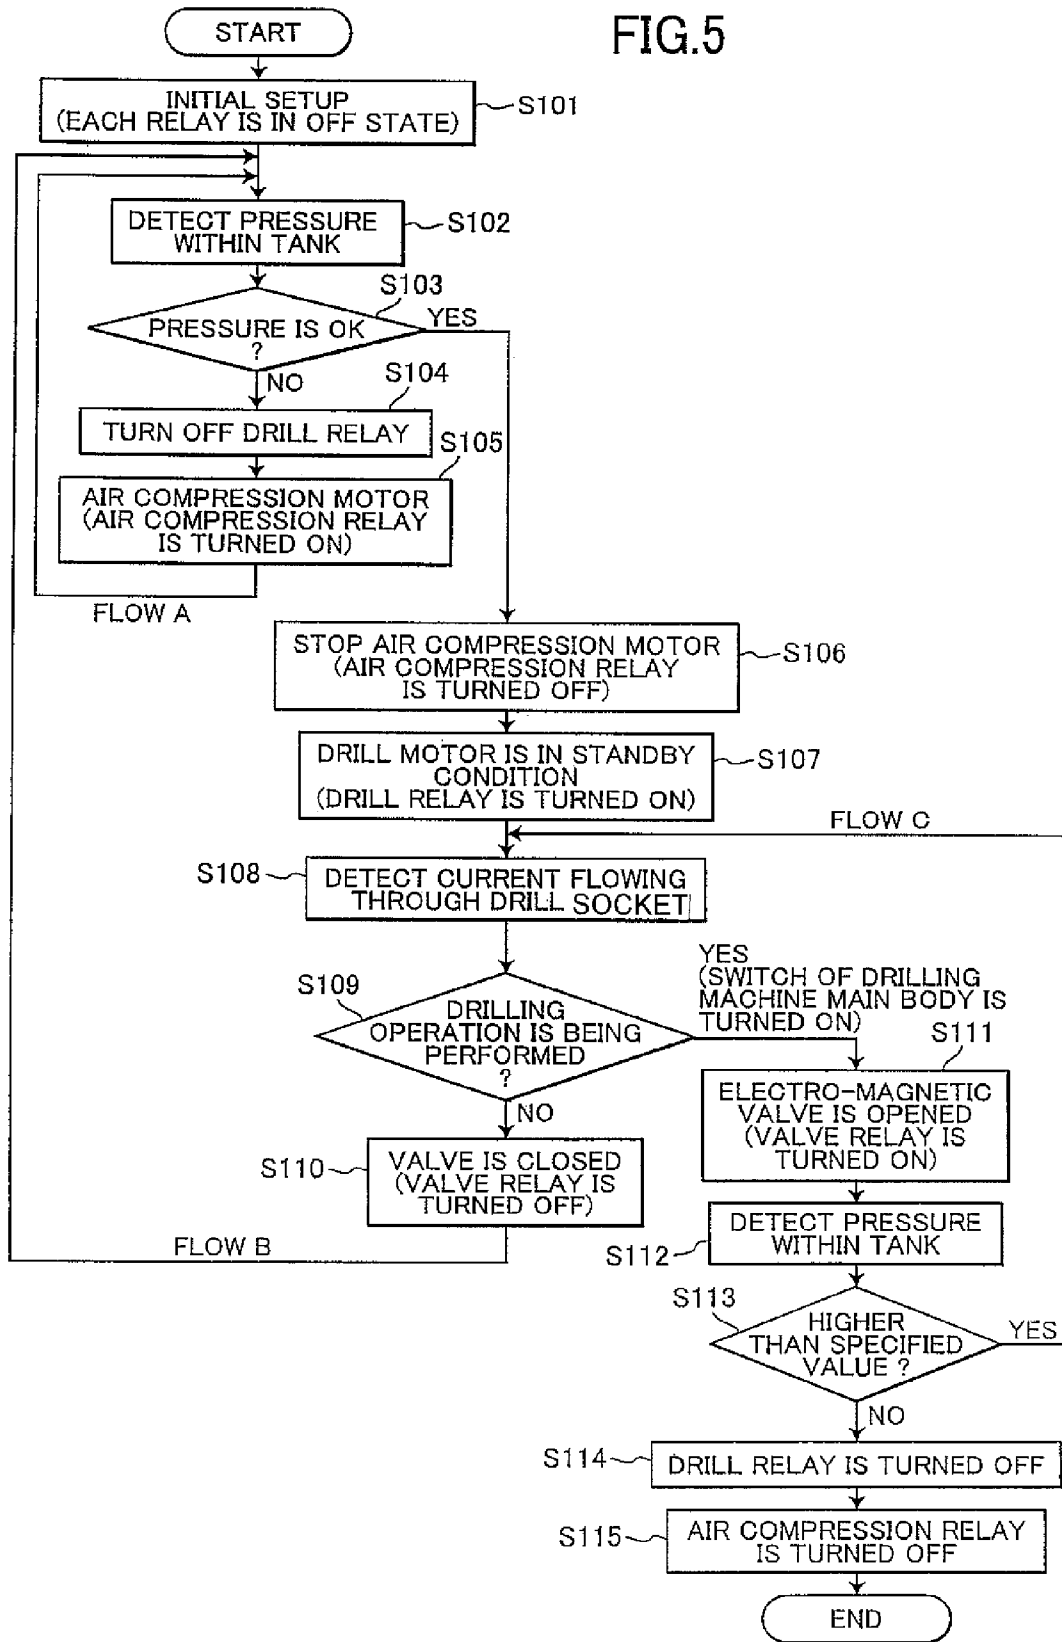 FIG.5
START
INITIAL SETUP
(EACH RELAY IS IN OFF STATE)
S101
DETECT PRESSURE
WITHIN TANK
S102
S103
PRESSURE IS OK
?
YES
NO
S104
TURN OFF DRILL RELAY
S105
AIR COMPRESSION MOTOR
(AIR COMPRESSION RELAY
IS TURNED ON)
FLOW A
STOP AIR COMPRESSION MOTOR
(AIR COMPRESSION RELAY
IS TURNED OFF)
S106
DRILL MOTOR IS IN STANDBY
CONDITION
(DRILL RELAY IS TURNED ON)
S107
FLOW C
S108
DETECT CURRENT FLOWING
THROUGH DRILL SOCKET
S109
DRILLING
OPERATION IS BEING
PERFORMED
?
YES
(SWITCH OF DRILLING
MACHINE MAIN BODY IS
TURNED ON)
NO
S110
VALVE IS CLOSED
(VALVE RELAY IS
TURNED OFF)
FLOW B
S111
ELECTRO-MAGNETIC
VALVE IS OPENED
(VALVE RELAY IS
TURNED ON)
S112
DETECT PRESSURE
WITHIN TANK
S113
HIGHER
THAN SPECIFIED
VALUE ?
YES
NO
S114
DRILL RELAY IS TURNED OFF
S115
AIR COMPRESSION RELAY
IS TURNED OFF
END